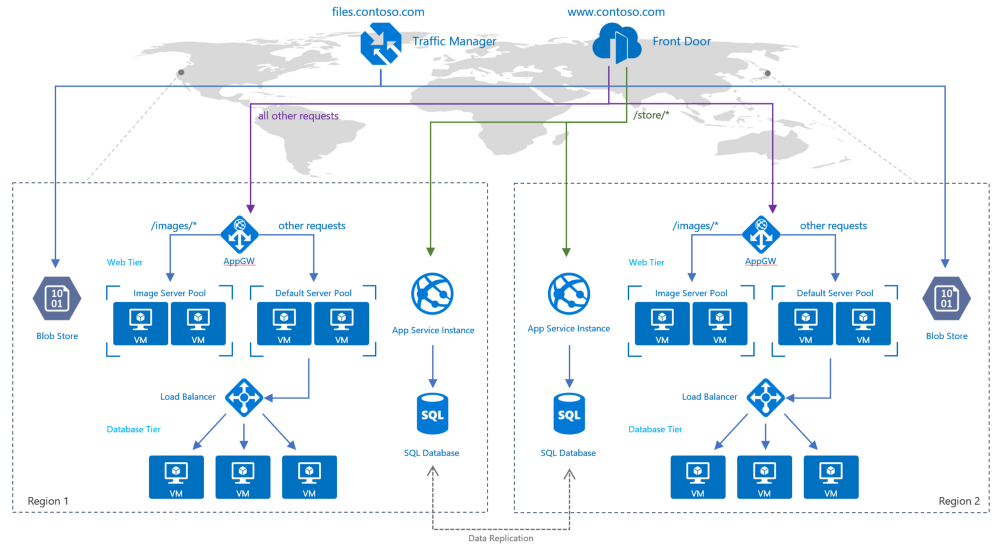 files.contoso.com
www.contoso.com
Traffic Manager
Front Door
all other requests
/store/*
/images/*
other requests
AppGW
Web Tier
Image Server Pool
Default Server Pool
VM
VM
VM
VM
10
01
Blob Store
App Service Instance
Load Balancer
SQL
Database Tier
SQL Database
VM
VM
VM
Region 1
/images/*
other requests
AppGW
Web Tier
Image Server Pool
Default Server Pool
VM
VM
VM
VM
10
01
Blob Store
App Service Instance
Load Balancer
SQL
Database Tier
SQL Database
VM
VM
VM
Region 2
Data Replication